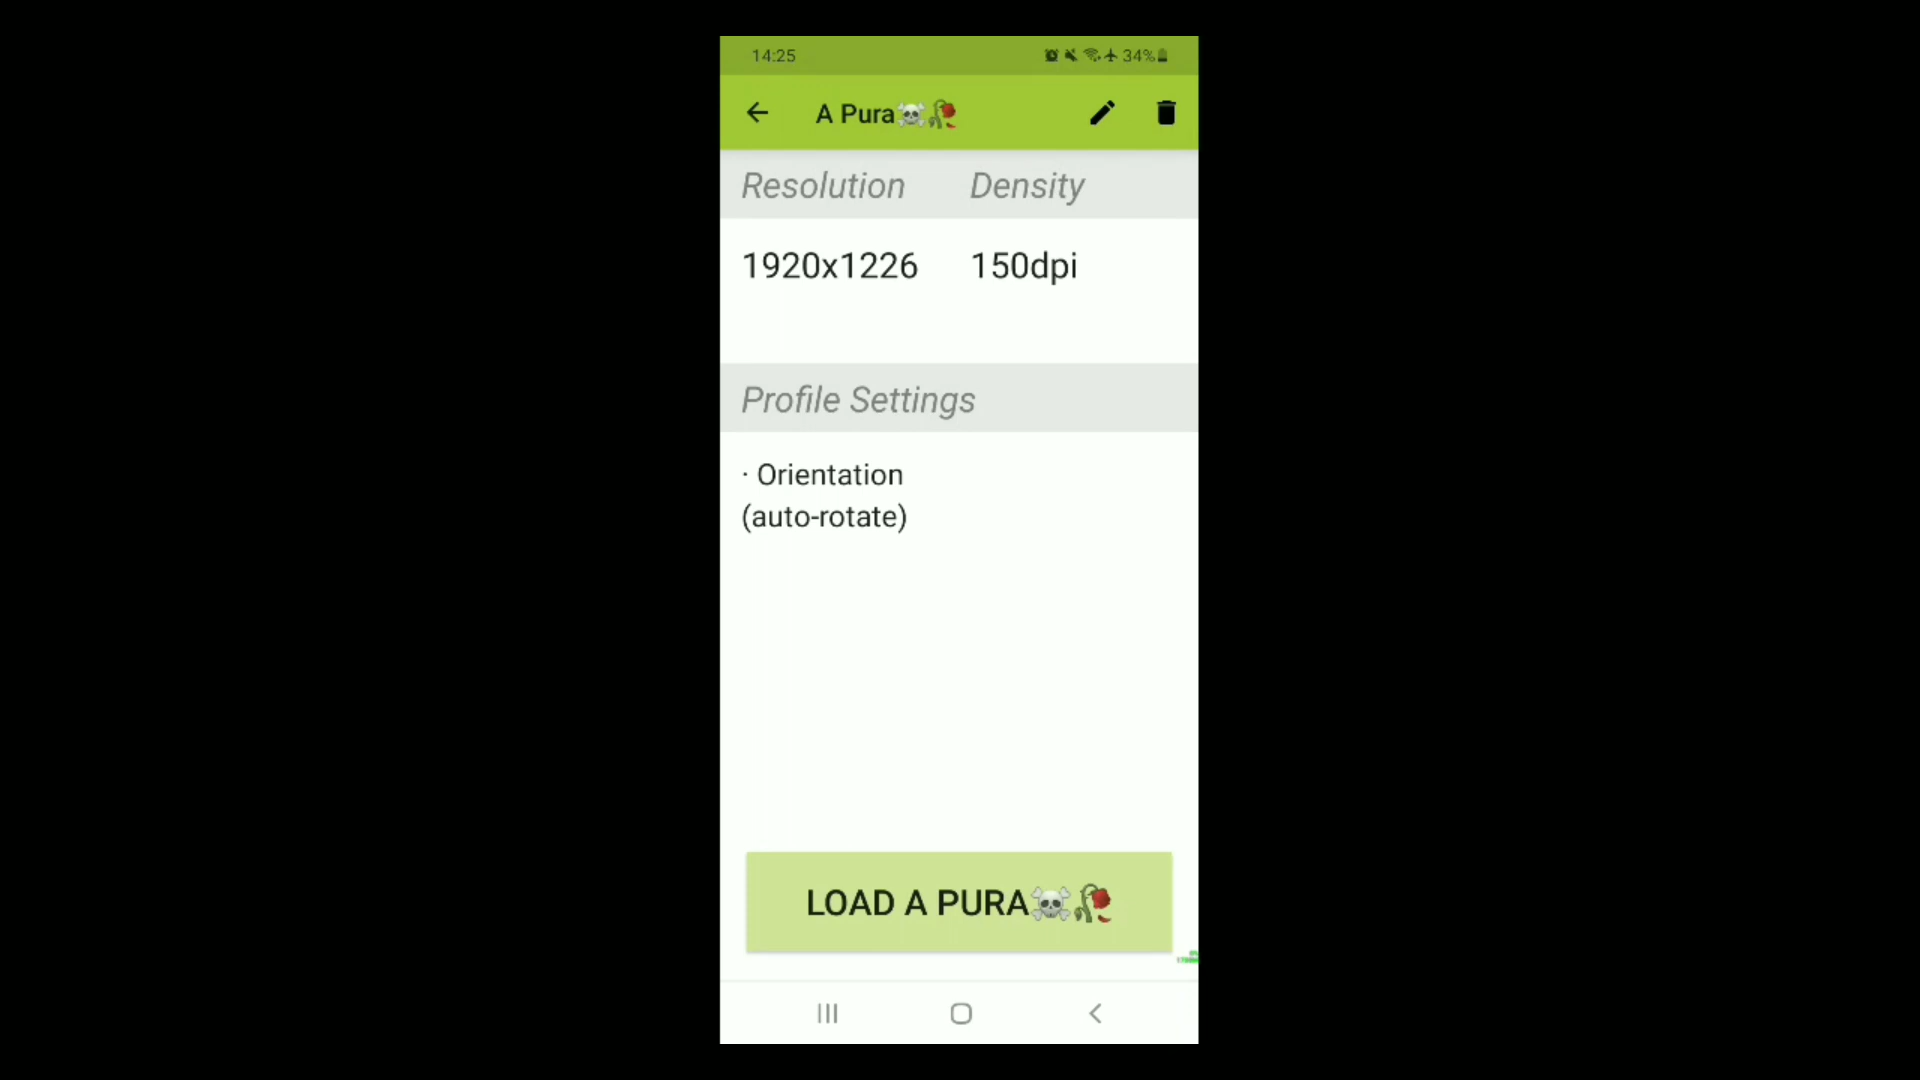 14:25 34%
A Pura☠️🥀
Resolution Density
1920x1226 150dpi
Profile Settings
· Orientation
(auto-rotate)
LOAD A PURA☠️🥀